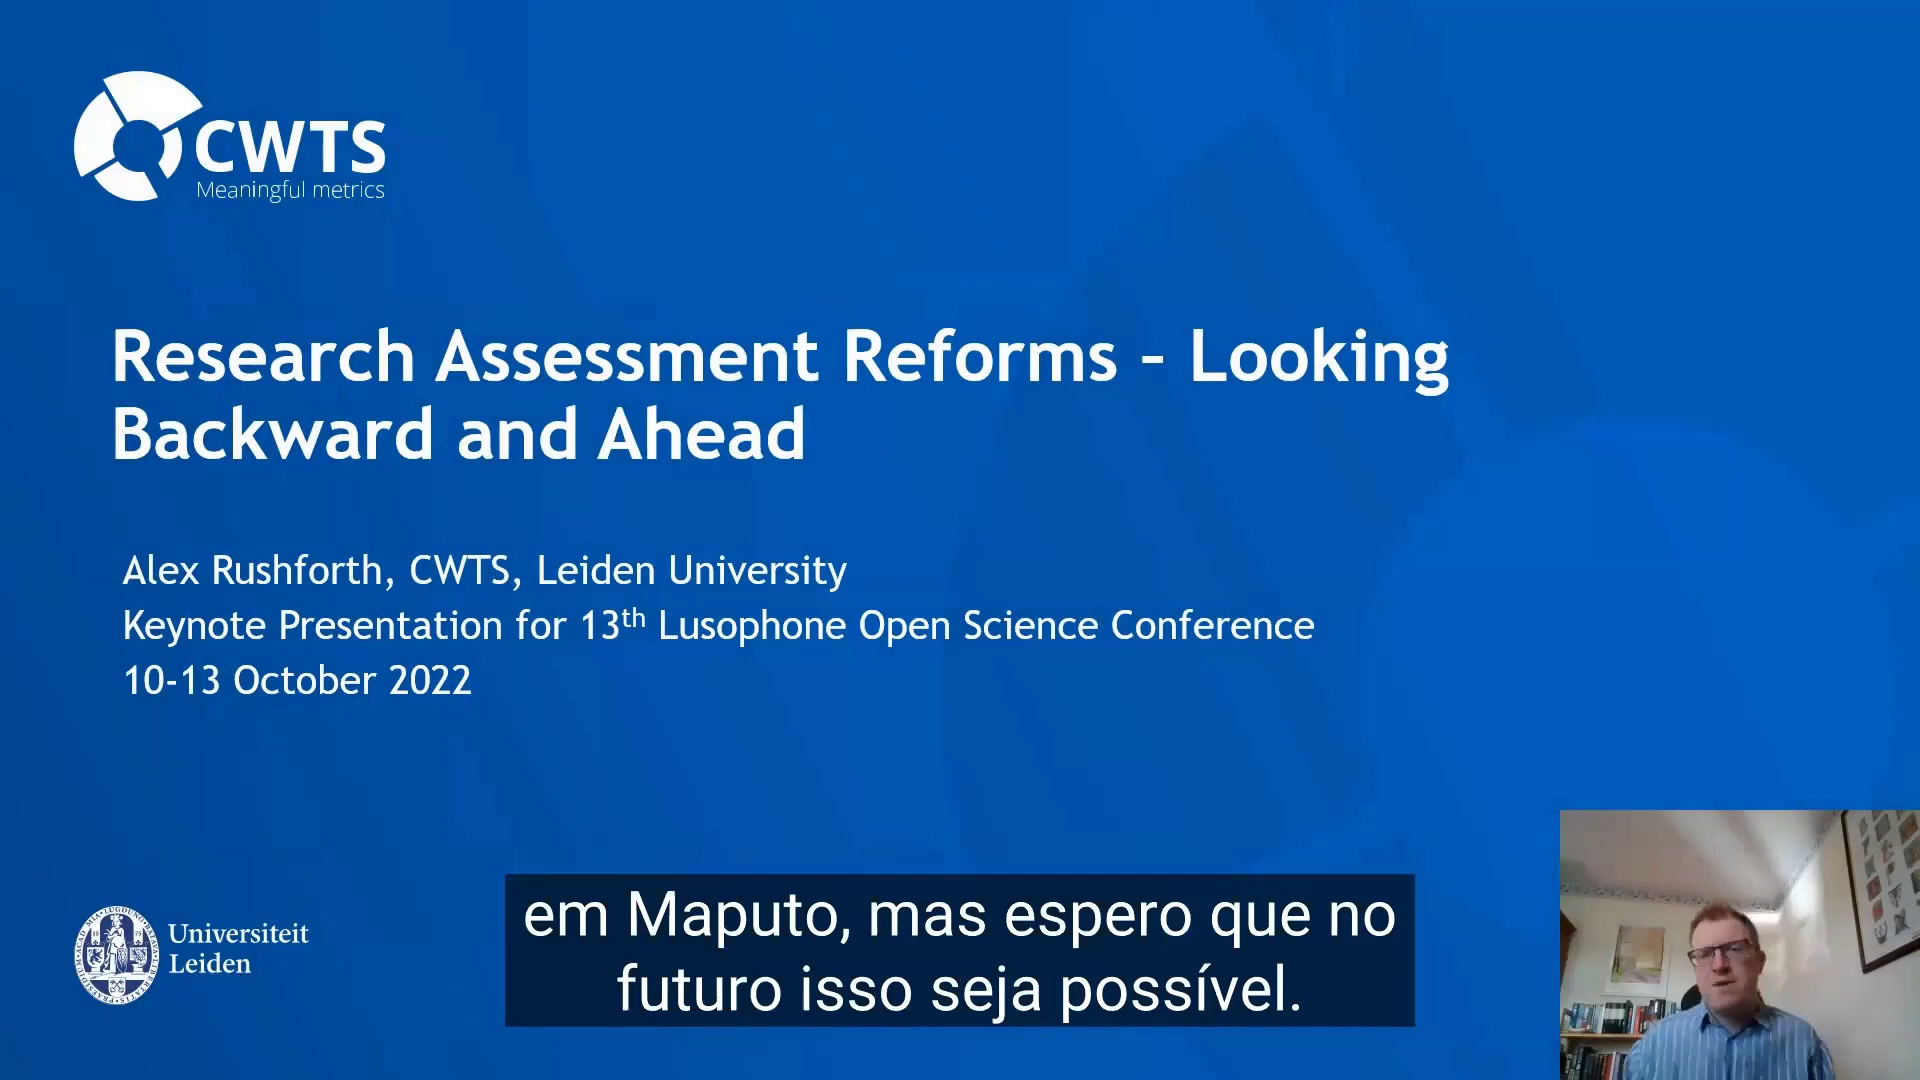 CWTS
Meaningful metrics
Research Assessment Reforms – Looking
Backward and Ahead
Alex Rushforth, CWTS, Leiden University
Keynote Presentation for 13th Lusophone Open Science Conference
10-13 October 2022
Universiteit
Leiden
em Maputo, mas espero que no
futuro isso seja possível.